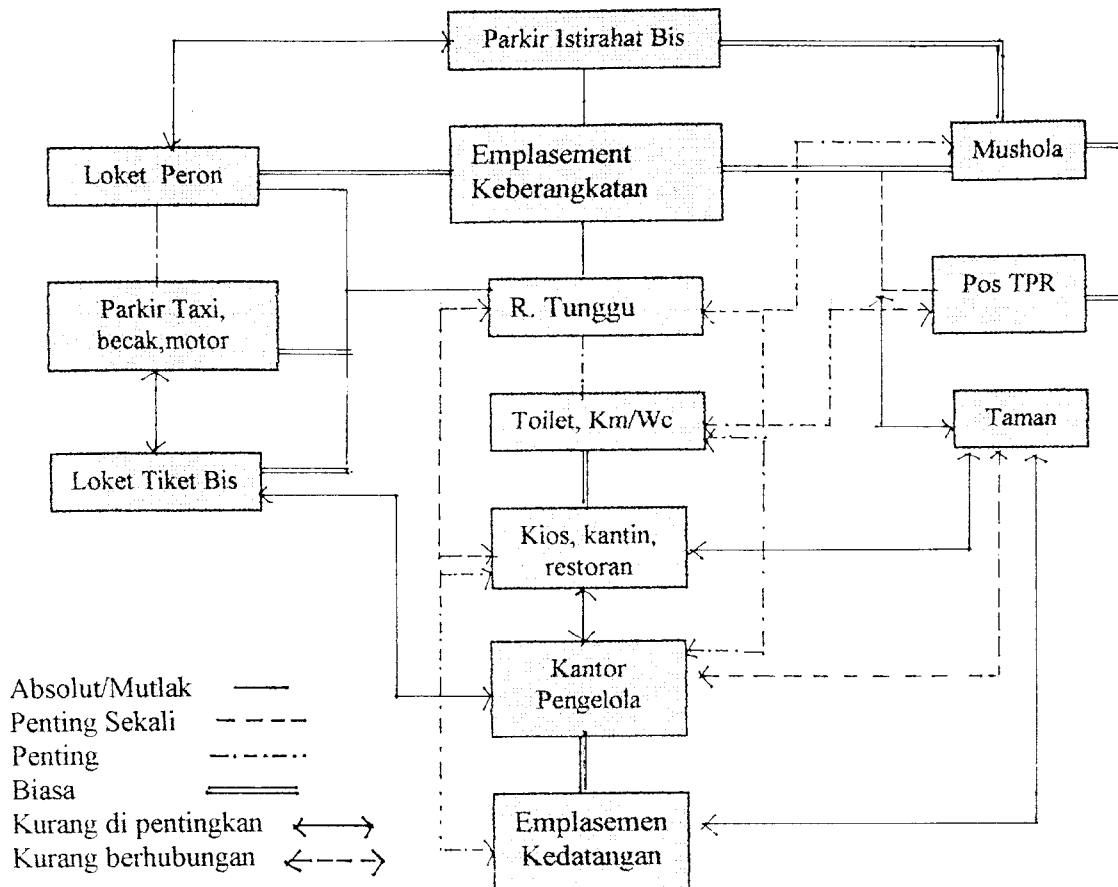 Parkir Istirahat Bis
Loket Peron
Emplasement
Keberangkatan
Mushola
Parkir Taxi,
becak,motor
R. Tunggu
Pos TPR
Toilet, Km/Wc
Taman
Loket Tiket Bis
Kios, kantin,
restoran
Kantor
Pengelola
Emplasemen
Kedatangan
Absolut/Mutlak
Penting Sekali
Penting
Biasa
Kurang di pentingkan
Kurang berhubungan